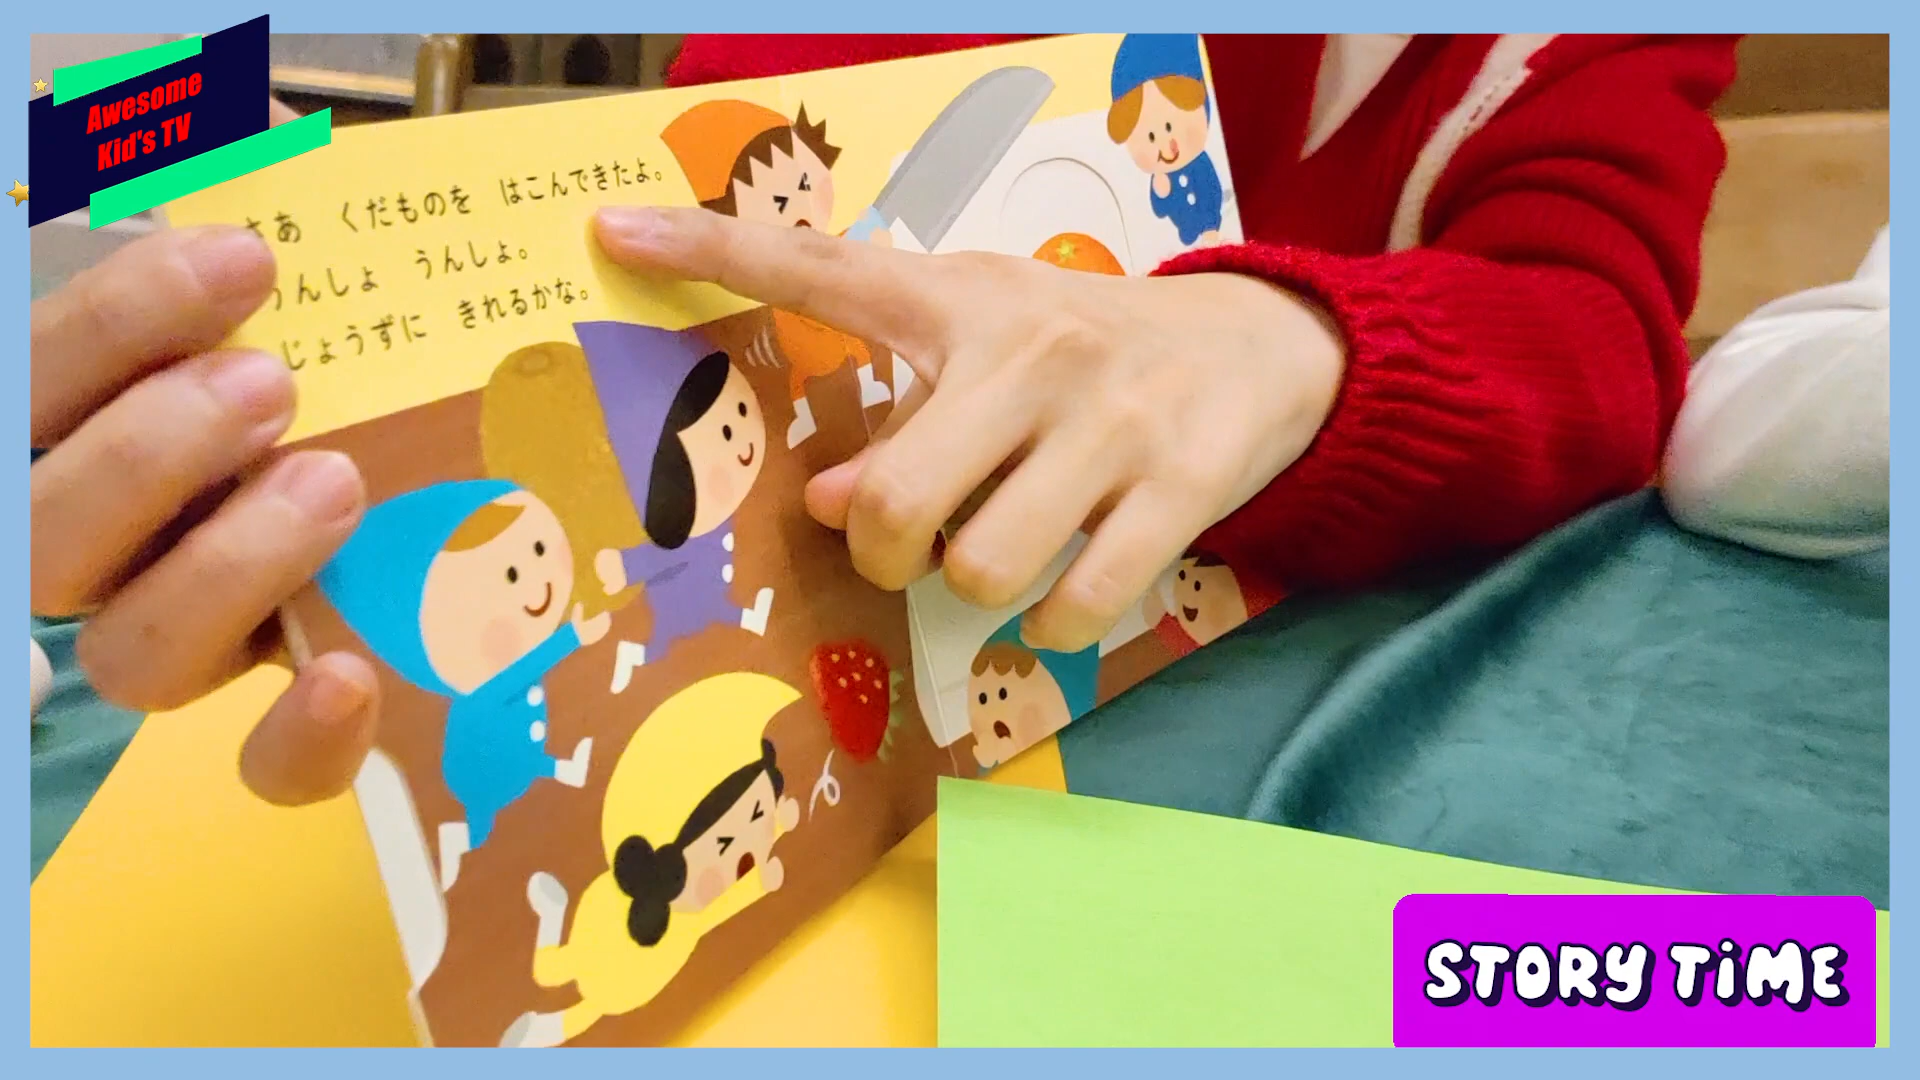 Awesome
Kid's TV
さあ くだものを はこんできたよ。
うんしょ うんしょ。
じょうずに きれるかな。
STORY TIME